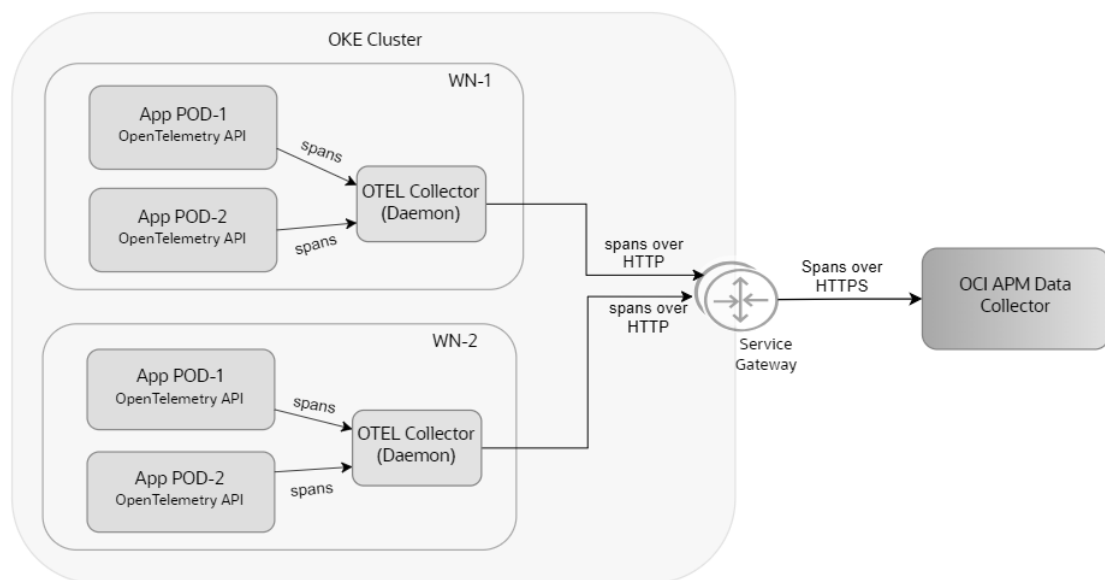 OKE Cluster
WN-1
App POD-1
OpenTelemetry API
spans
OTEL Collector
(Daemon)
App POD-2
OpenTelemetry API
spans
spans over
HTTP
Spans over
HTTPS
OCI APM Data
Collector
spans over
HTTP
Service
Gateway
WN-2
App POD-1
OpenTelemetry API
spans
OTEL Collector
(Daemon)
App POD-2
OpenTelemetry API
spans